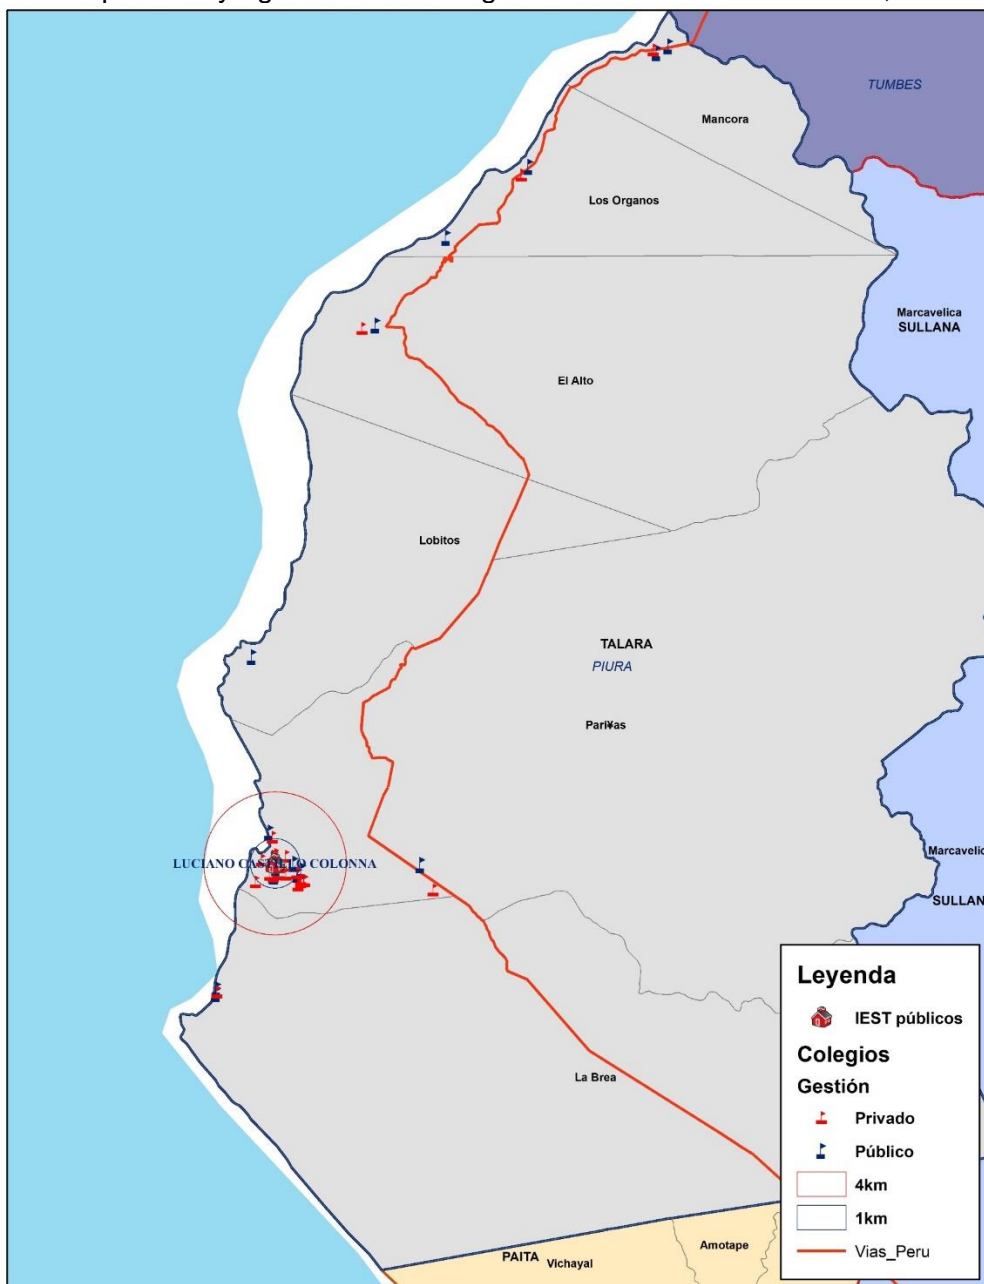 TUMBES
Mancora
Los Organos
Marcavelica
SULLANA
El Alto
Lobitos
TALARA
PIURA
Pari¥as
LUCIANO CASTILLO COLONNA
Marcavelic
SULLAN
La Brea
PAITA
Vichayal
Amotape
Leyenda
IEST públicos
Colegios
Gestión
Privado
Público
4km
1km
Vias_Peru